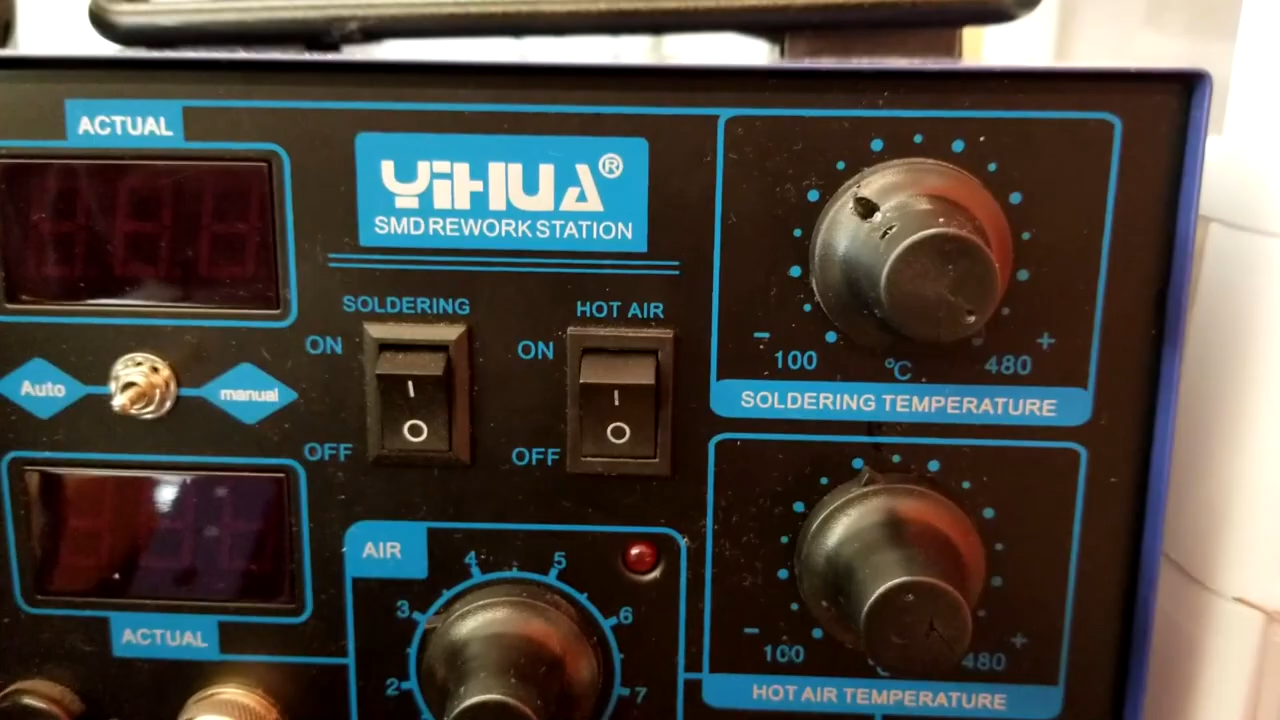 ACTUAL
YIHUA®
SMD REWORK STATION
SOLDERING
HOT AIR
ON
ON
- +
100 °C 480
SOLDERING TEMPERATURE
Auto
manual
I
O
I
O
OFF
OFF
AIR
4 5
3 6
2 7
ACTUAL
- +
100 480
HOT AIR TEMPERATURE